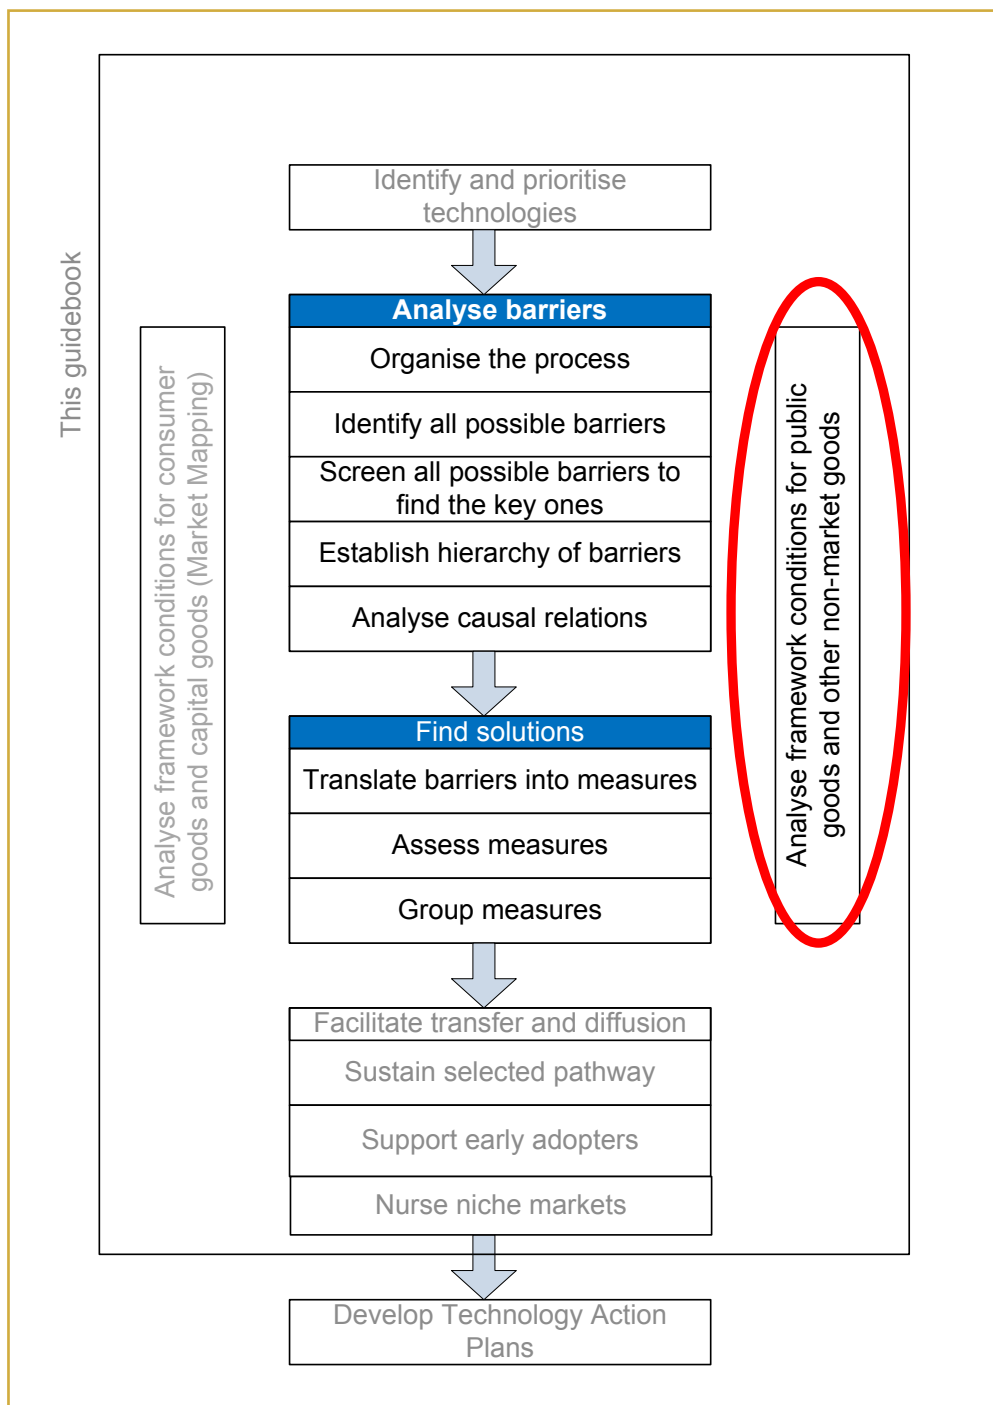 Identify and prioritise
technologies
This guidebook
Analyse framework conditions for consumer
goods and capital goods (Market Mapping)
Analyse barriers
Organise the process
Identify all possible barriers
Screen all possible barriers to
find the key ones
Establish hierarchy of barriers
Analyse causal relations
Find solutions
Translate barriers into measures
Assess measures
Group measures
Analyse framework conditions for public
goods and other non-market goods
Facilitate transfer and diffusion
Sustain selected pathway
Support early adopters
Nurse niche markets
Develop Technology Action
Plans